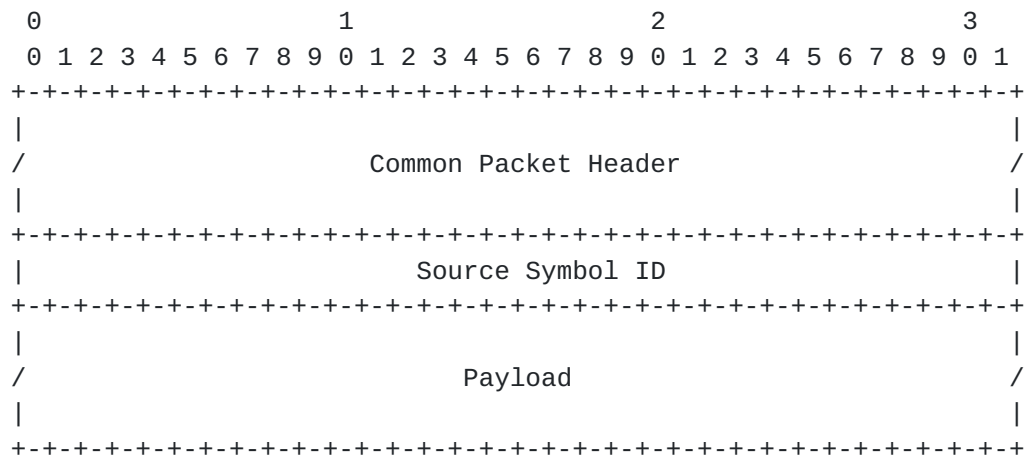 0                   1                   2                   3
 0 1 2 3 4 5 6 7 8 9 0 1 2 3 4 5 6 7 8 9 0 1 2 3 4 5 6 7 8 9 0 1
+-+-+-+-+-+-+-+-+-+-+-+-+-+-+-+-+-+-+-+-+-+-+-+-+-+-+-+-+-+-+-+-+
|                                                               |
/                      Common Packet Header                     /
|                                                               |
+-+-+-+-+-+-+-+-+-+-+-+-+-+-+-+-+-+-+-+-+-+-+-+-+-+-+-+-+-+-+-+-+
|                         Source Symbol ID                      |
+-+-+-+-+-+-+-+-+-+-+-+-+-+-+-+-+-+-+-+-+-+-+-+-+-+-+-+-+-+-+-+-+
|                                                               |
/                            Payload                            /
|                                                               |
+-+-+-+-+-+-+-+-+-+-+-+-+-+-+-+-+-+-+-+-+-+-+-+-+-+-+-+-+-+-+-+-+